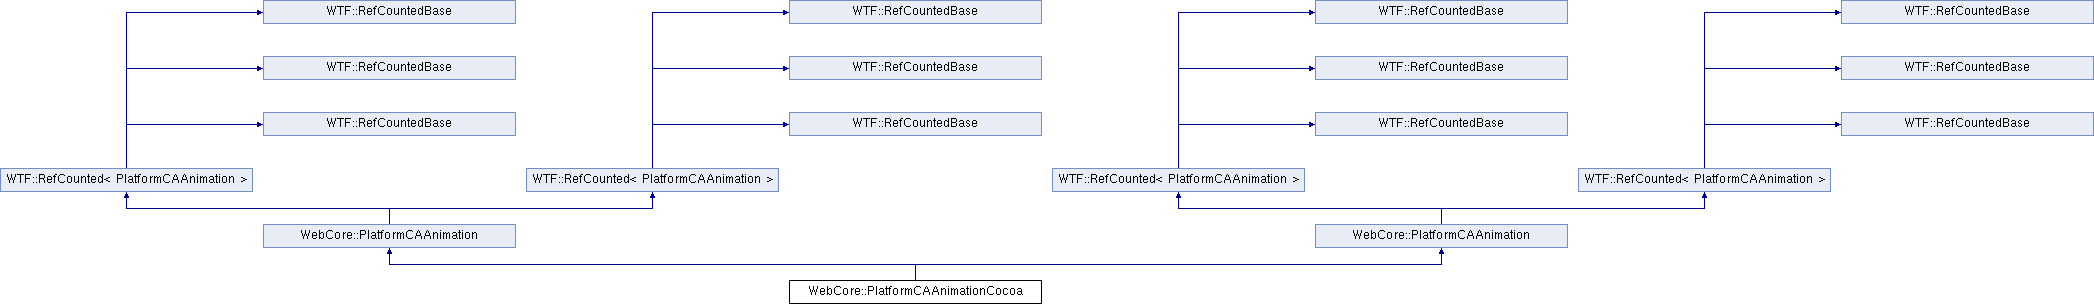 WTF::RefCountedBase
WTF::RefCountedBase
WTF::RefCountedBase
WTF::RefCountedBase
WTF::RefCountedBase
WTF::RefCountedBase
WTF::RefCountedBase
WTF::RefCountedBase
WTF::RefCountedBase
WTF::RefCountedBase
WTF::RefCountedBase
WTF::RefCountedBase
WTF::RefCounted< PlatformCAAnimation >
WTF::RefCounted< PlatformCAAnimation >
WTF::RefCounted< PlatformCAAnimation >
WTF::RefCounted< PlatformCAAnimation >
WebCore::PlatformCAAnimation
WebCore::PlatformCAAnimation
WebCore::PlatformCAAnimationCocoa